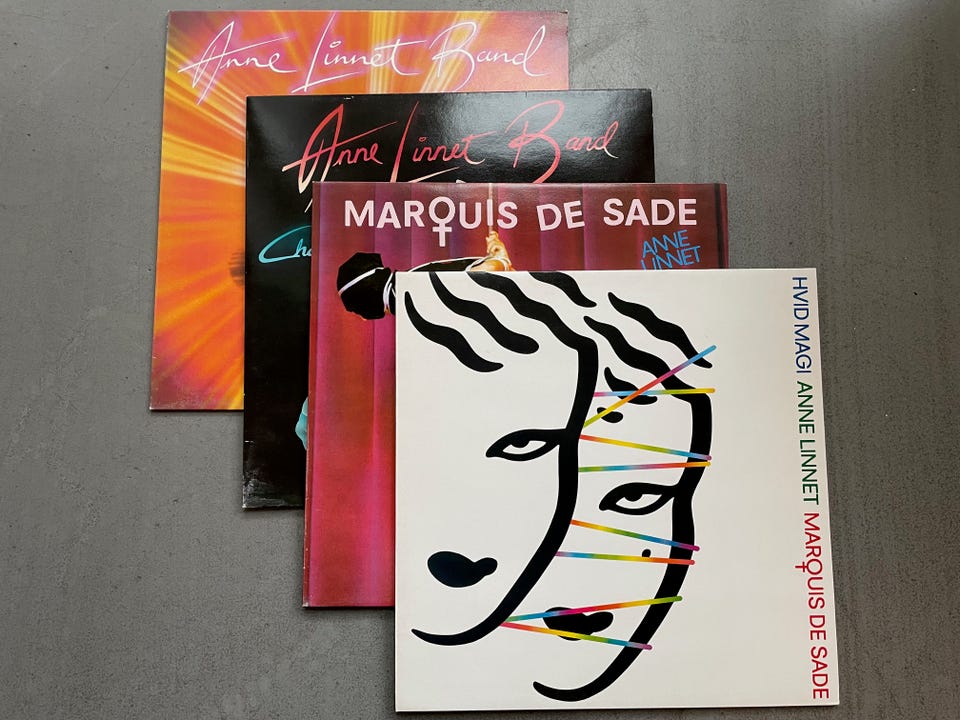 Anne Linnet Band
Anne Linnet Band
MARQUIS DE SADE
ANNE
LINNET
HVID MAGI ANNE LINNET MARQUIS DE SADE